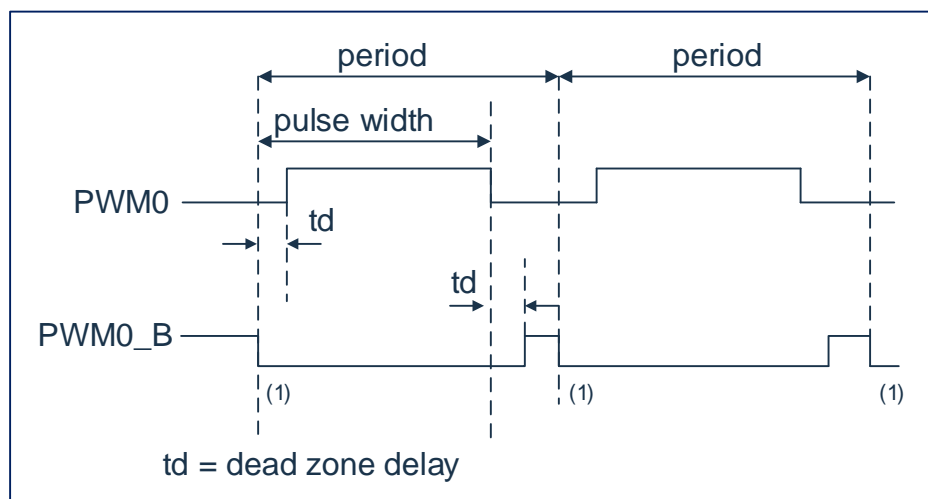 period period
pulse width
PWM0
td
td
PWM0_B
(1) (1) (1)
td = dead zone delay